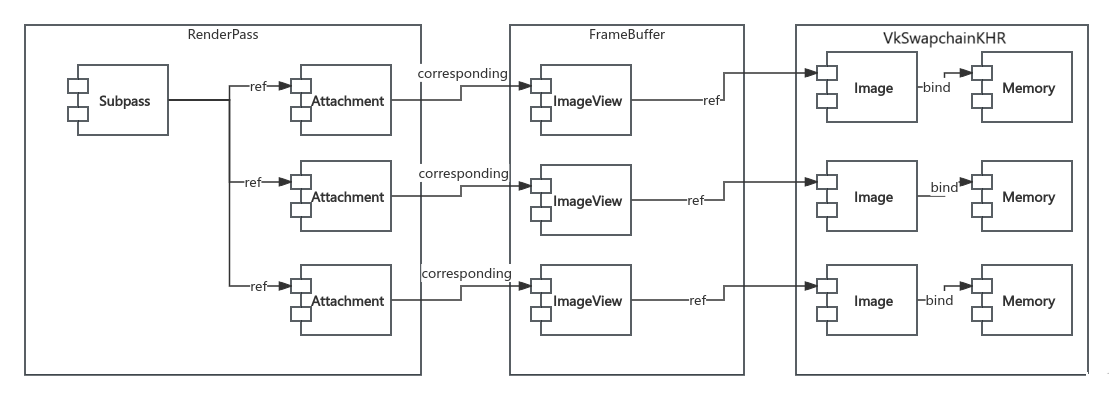 RenderPass
FrameBuffer
VkSwapchainKHR
Subpass
ref
Attachment
corresponding
ImageView
ref
Image
bind
Memory
ref
Attachment
corresponding
ImageView
ref
Image
bind
Memory
ref
Attachment
corresponding
ImageView
ref
Image
bind
Memory